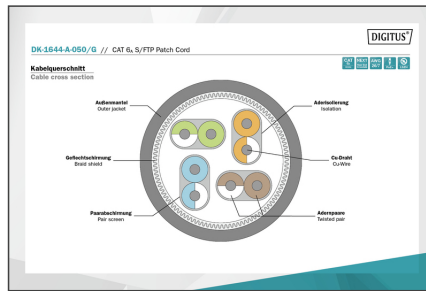 DIGITUS®
DK-1644-A-050/G // CAT 6A S/FTP Patch Cord
Kabelquerschnitt
Cable cross section
Außenmantel
Outer jacket
Aderisolierung
Isolation
Geflechtschirmung
Braid shield
Cu-Draht
Cu-Wire
Paarabschirmung
Pair screen
Adernpaare
Twisted pair